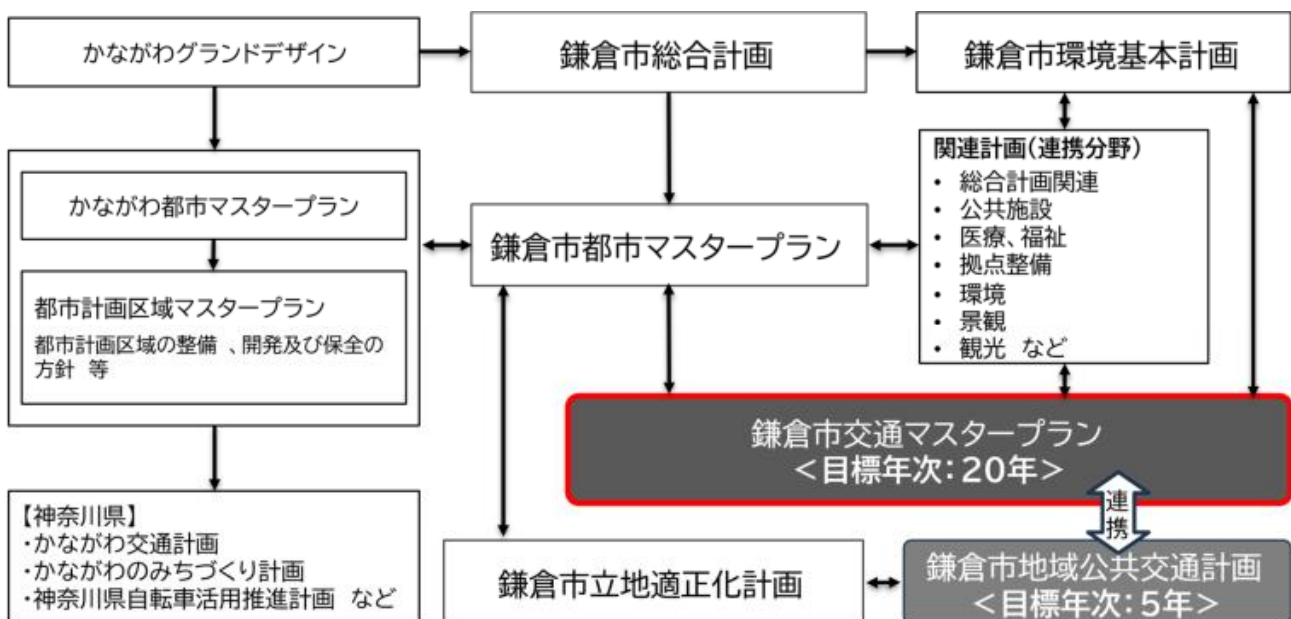 かながわグランドデザイン
鎌倉市総合計画
鎌倉市環境基本計画
かながわ都市マスタープラン
都市計画区域マスタープラン
都市計画区域の整備 、開発及び保全の
方針 等
鎌倉市都市マスタープラン
関連計画(連携分野)
• 総合計画関連
• 公共施設
• 医療、福祉
• 拠点整備
• 環境
• 景観
• 観光 など
鎌倉市交通マスタープラン
＜目標年次：20年＞
連
携
【神奈川県】
・かながわ交通計画
・かながわのみちづくり計画
・神奈川県自転車活用推進計画 など
鎌倉市立地適正化計画
鎌倉市地域公共交通計画
＜目標年次：5年＞